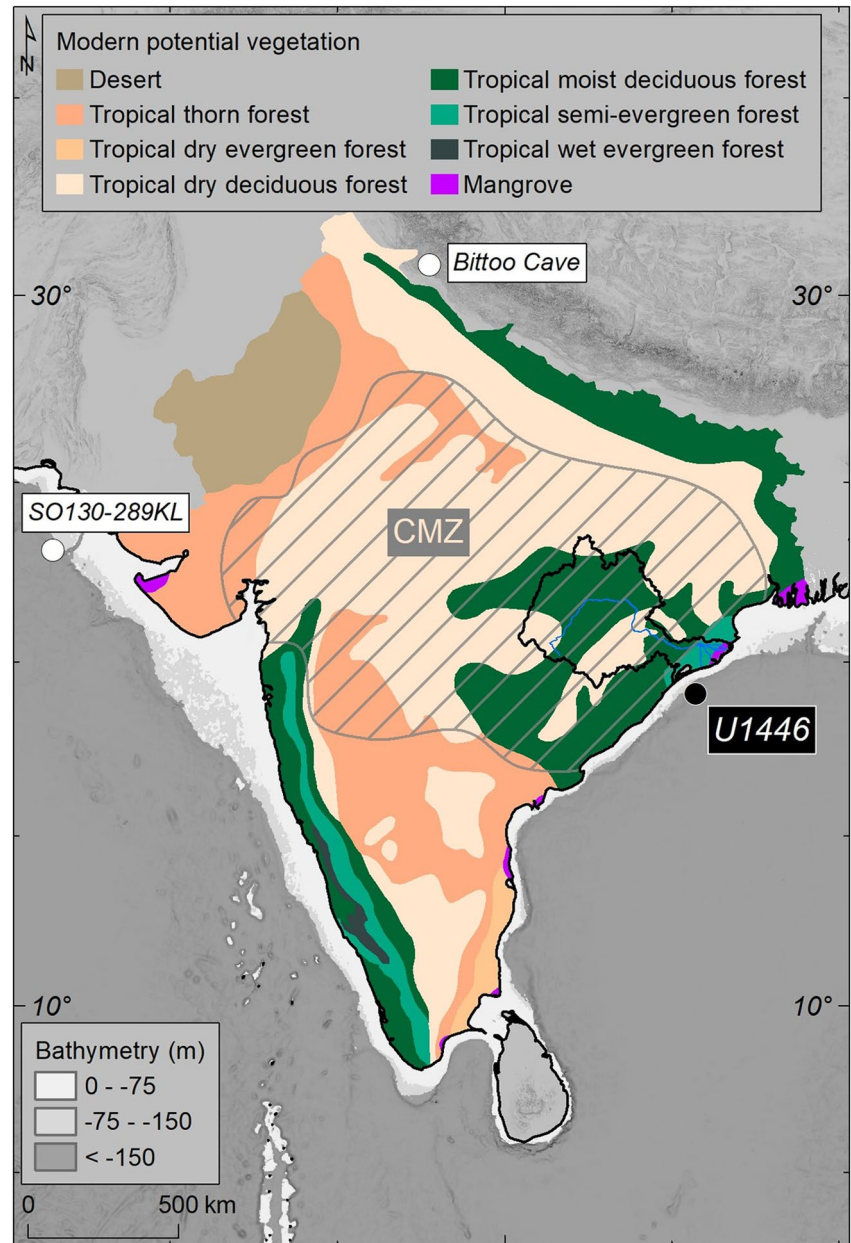 N
Modern potential vegetation
Desert
Tropical thorn forest
Tropical dry evergreen forest
Tropical dry deciduous forest
Tropical moist deciduous forest
Tropical semi-evergreen forest
Tropical wet evergreen forest
Mangrove
Bittoo Cave
30° 30°
SO130-289KL
CMZ
U1446
10° 10°
Bathymetry (m)
0 - -75
-75 - -150
< -150
0 500 km